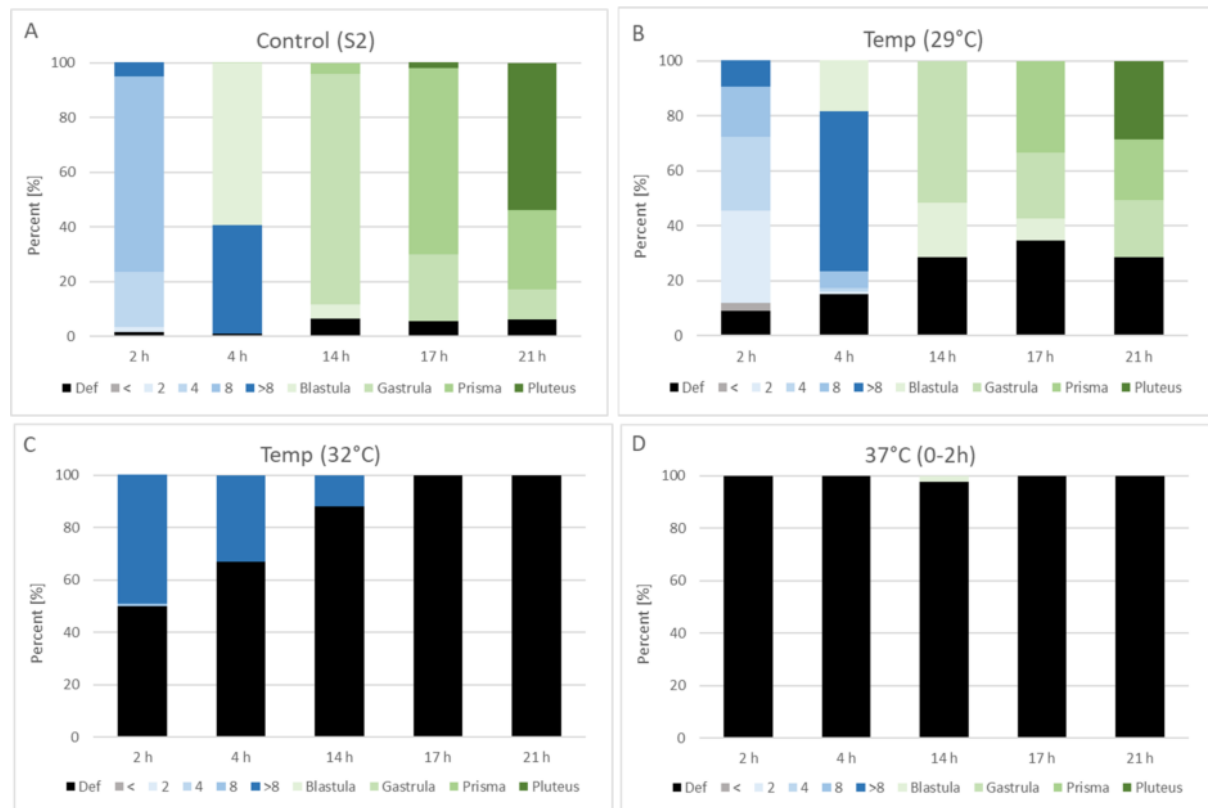 A
Control (S2)
Percent [%]
100
80
60
40
20
0
2 h 4 h 14 h 17 h 21 h
Def < 2 4 8 >8 Blastula Gastrula Prisma Pluteus
B
Temp (29°C)
Percent [%]
100
80
60
40
20
0
2 h 4 h 14 h 17 h 21 h
Def < 2 4 8 >8 Blastula Gastrula Prisma Pluteus
C
Temp (32°C)
Percent [%]
100
80
60
40
20
0
2 h 4 h 14 h 17 h 21 h
Def < 2 4 8 >8 Blastula Gastrula Prisma Pluteus
D
37°C (0-2h)
Percent [%]
100
80
60
40
20
0
2 h 4 h 14 h 17 h 21 h
Def < 2 4 8 >8 Blastula Gastrula Prisma Pluteus